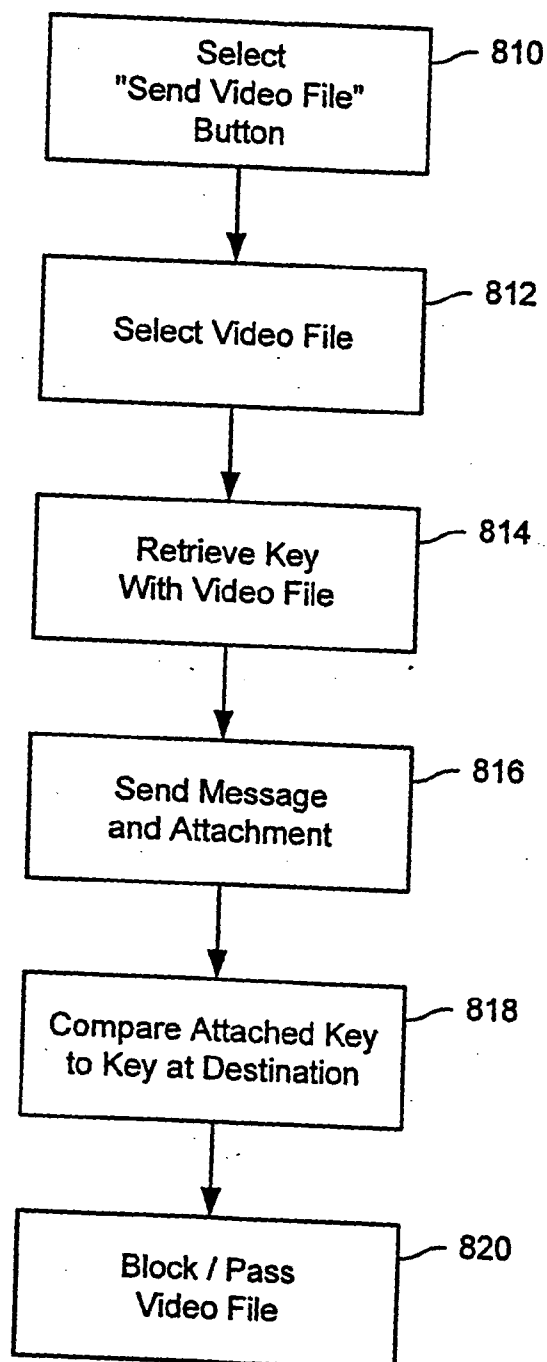 Select
"Send Video File"
Button
810
Select Video File
812
Retrieve Key
With Video File
814
Send Message
and Attachment
816
Compare Attached Key
to Key at Destination
818
Block / Pass
Video File
820